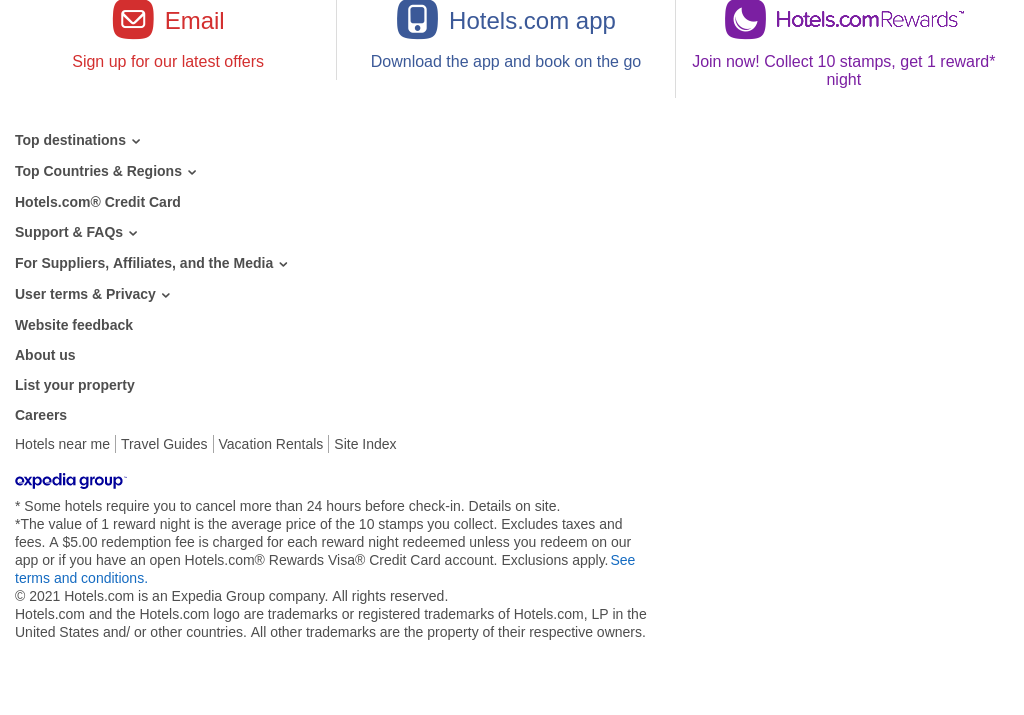 Email
Sign up for our latest offers
Hotels.com app
Download the app and book on the go
Hotels.com Rewards™
Join now! Collect 10 stamps, get 1 reward*
night
Top destinations
Top Countries & Regions
Hotels.com® Credit Card
Support & FAQs
For Suppliers, Affiliates, and the Media
User terms & Privacy
Website feedback
About us
List your property
Careers
Hotels near me Travel Guides Vacation Rentals Site Index
expedia group™
* Some hotels require you to cancel more than 24 hours before check-in. Details on site.
*The value of 1 reward night is the average price of the 10 stamps you collect. Excludes taxes and
fees. A $5.00 redemption fee is charged for each reward night redeemed unless you redeem on our
app or if you have an open Hotels.com® Rewards Visa® Credit Card account. Exclusions apply. See
terms and conditions.
© 2021 Hotels.com is an Expedia Group company. All rights reserved.
Hotels.com and the Hotels.com logo are trademarks or registered trademarks of Hotels.com, LP in the
United States and/ or other countries. All other trademarks are the property of their respective owners.